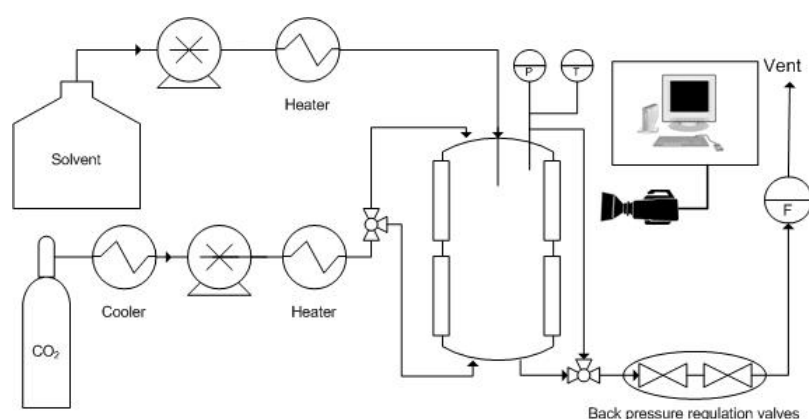 P
T
Vent
Heater
Solvent
F
Cooler
Heater
CO₂
Back pressure regulation valves